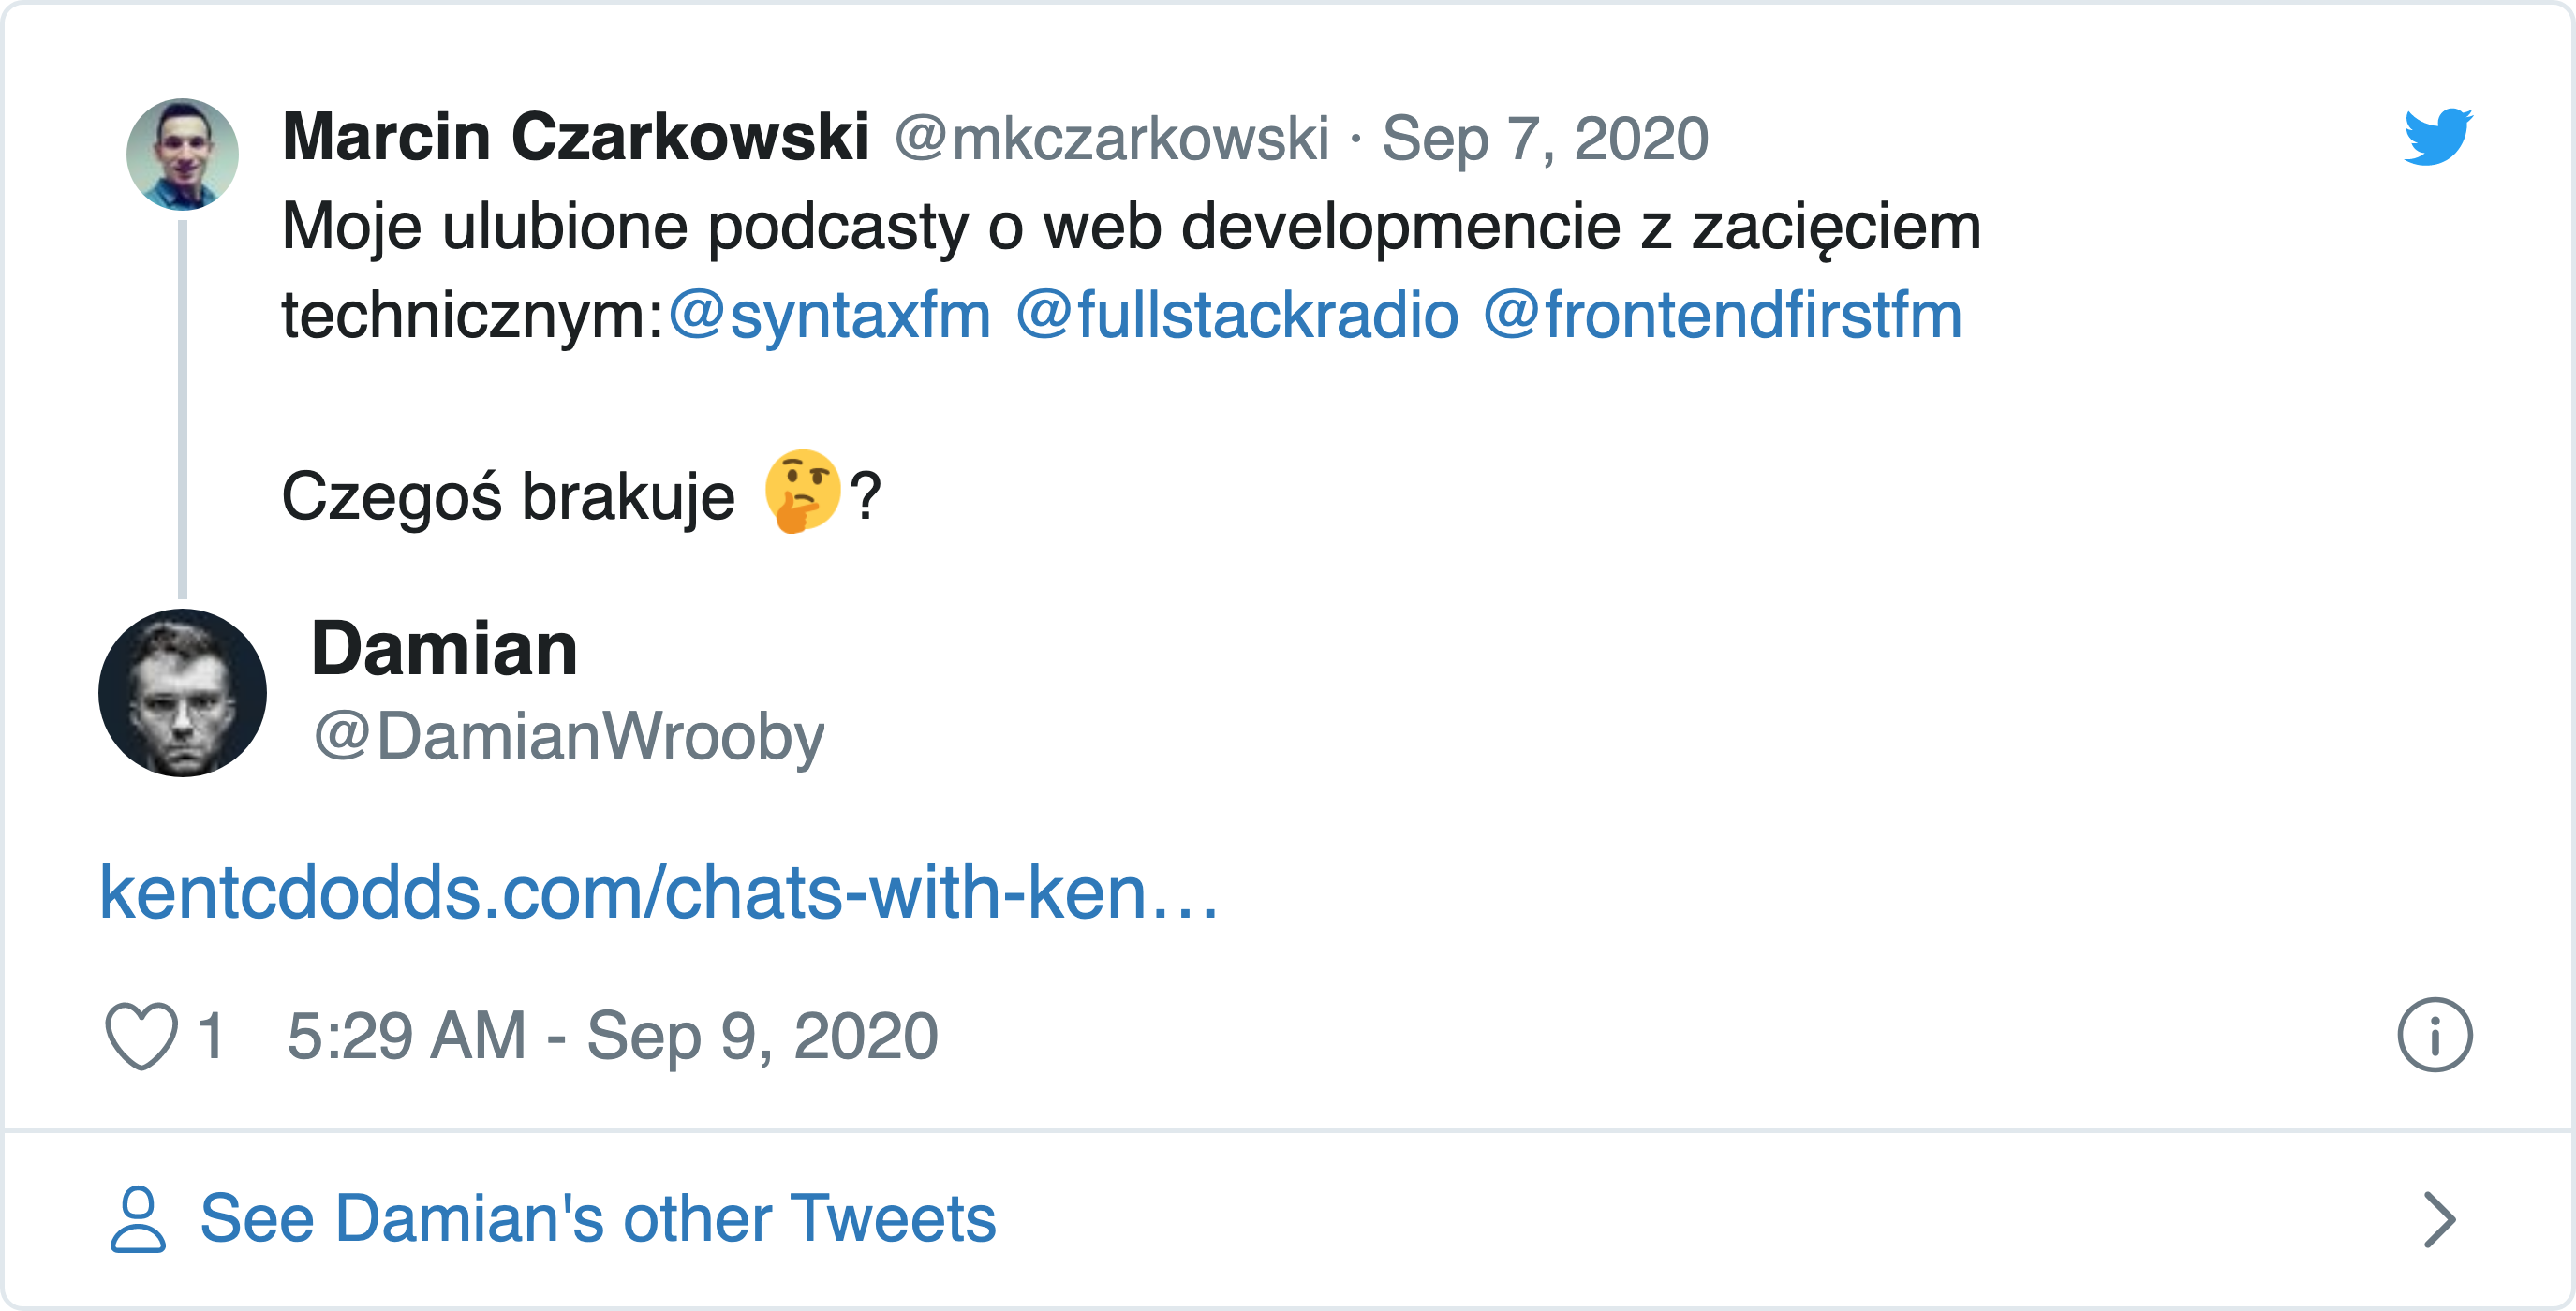 Marcin Czarkowski @mkczarkowski · Sep 7, 2020
Moje ulubione podcasty o web developmencie z zacięciem
technicznym:@syntaxfm @fullstackradio @frontendfirstfm
Czegoś brakuje 🤔?
Damian
@DamianWrooby
kentcdodds.com/chats-with-ken…
1 5:29 AM - Sep 9, 2020
See Damian's other Tweets